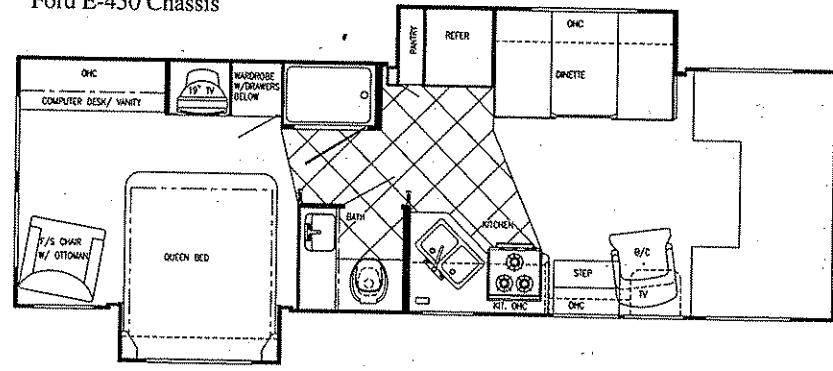 Ford E-450 Chassis
OHC
COMPUTER DESK/ VANITY
19" TV
WARDROBE
W/DRAWERS
BELOW
PANTRY
REFER
OHC
DINETTE
F/S CHAIR
W/ OTTOMAN
QUEEN BED
BATH
KITCHEN
KIT. OHC
STEP
OHC
B/C
TV